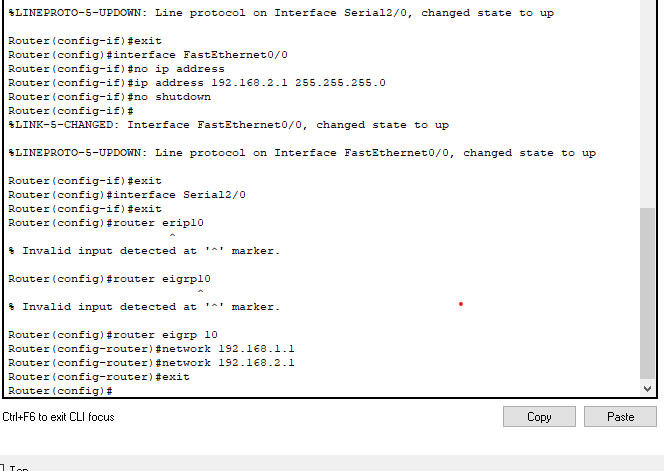 %LINEPROTO-5-UPDOWN: Line protocol on Interface Serial2/0, changed state to up
Router(config-if)#exit
Router(config)#interface FastEthernet0/0
Router(config-if)#no ip address
Router(config-if)#ip address 192.168.2.1 255.255.255.0
Router(config-if)#no shutdown
Router(config-if)#
%LINK-5-CHANGED: Interface FastEthernet0/0, changed state to up
%LINEPROTO-5-UPDOWN: Line protocol on Interface FastEthernet0/0, changed state to up
Router(config-if)#exit
Router(config)#interface Serial2/0
Router(config-if)#exit
Router(config)#router erip10
^
% Invalid input detected at '^' marker.
Router(config)#router eigrp10
^
% Invalid input detected at '^' marker.
Router(config)#router eigrp 10
Router(config-router)#network 192.168.1.1
Router(config-router)#network 192.168.2.1
Router(config-router)#exit
Router(config)#
Ctrl+F6 to exit CLI focus
Copy
Paste
Top